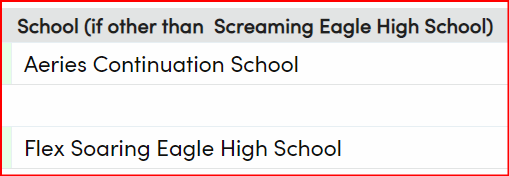 School (if other than  Screaming Eagle High School)
Aeries Continuation School
Flex Soaring Eagle High School